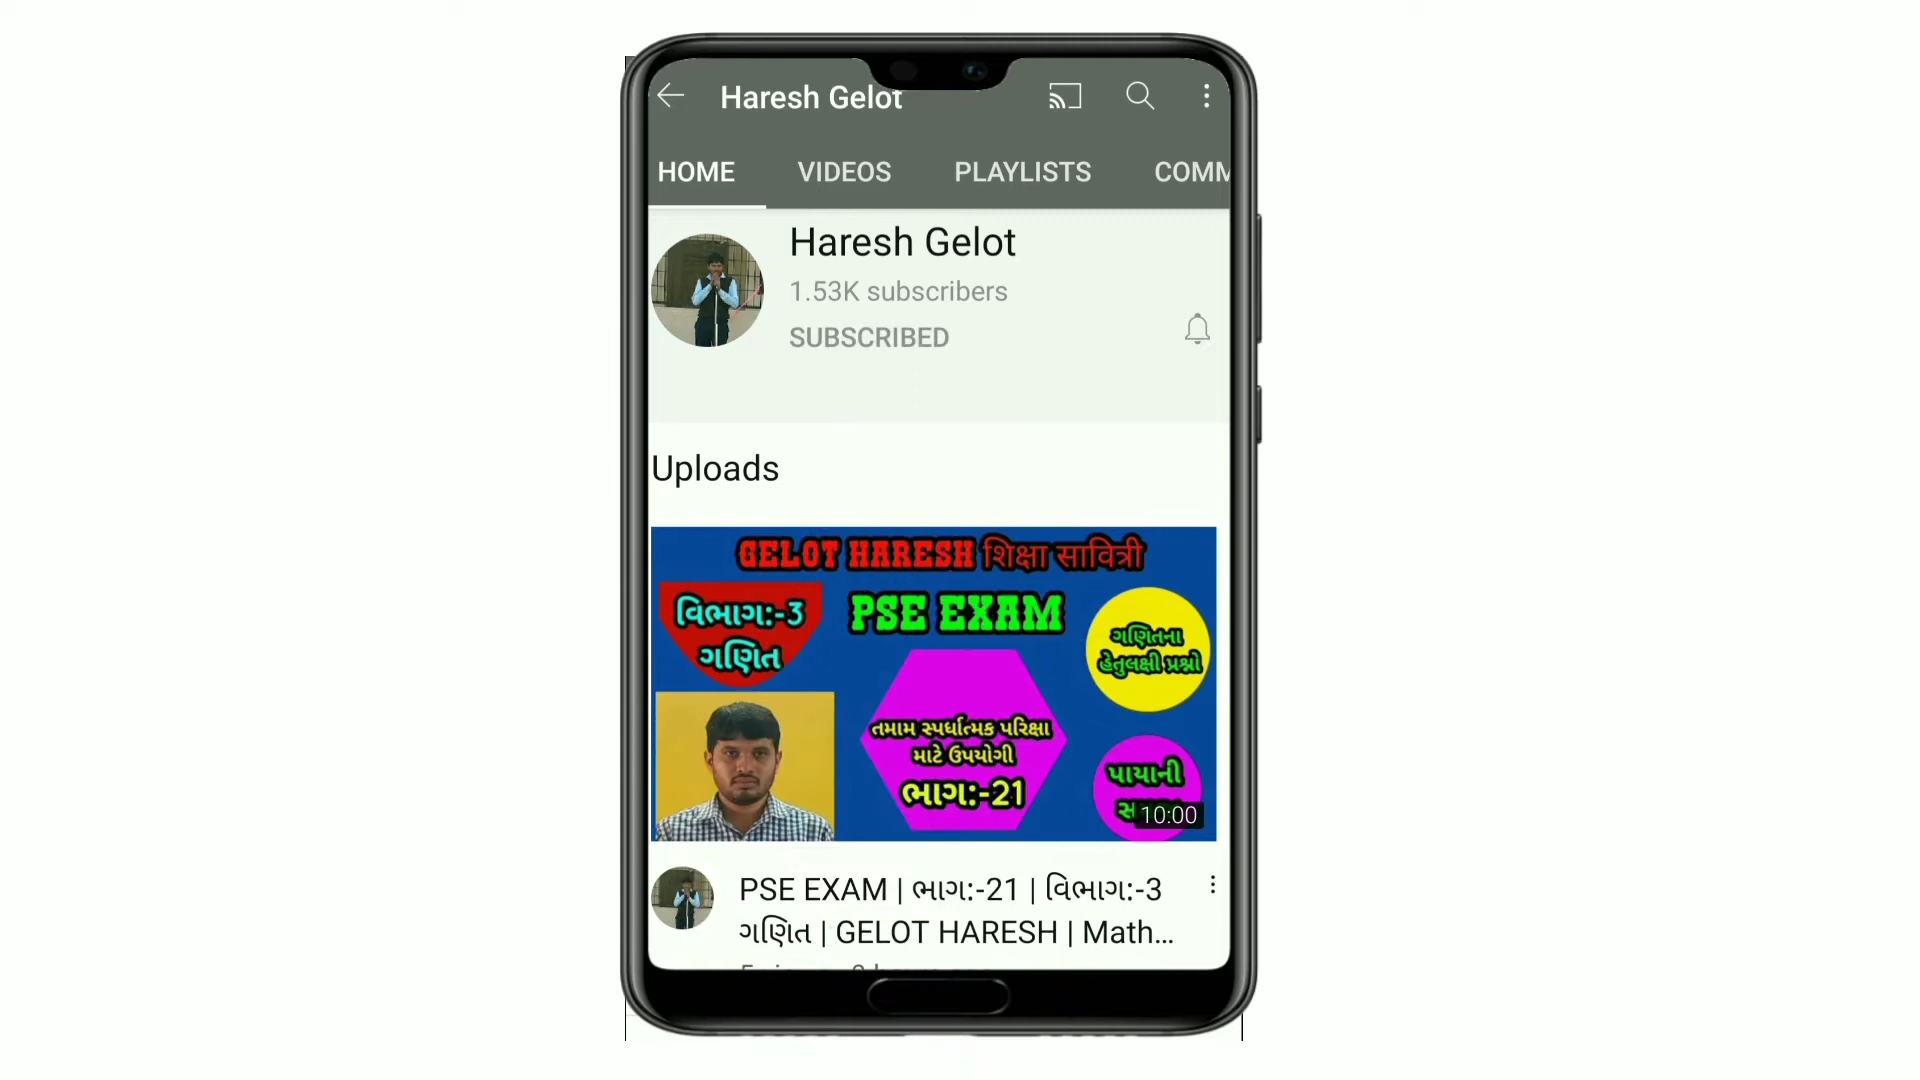 Haresh Gelot
HOME VIDEOS PLAYLISTS COMM
Haresh Gelot
1.53K subscribers
SUBSCRIBED
Uploads
GELOT HARESH शिक्षा सावित्री
વિભાગ:-3
ગણિત
PSE EXAM
ગણિતના
હેતુલક્ષી પ્રશ્નો
તમામ સ્પર્ધાત્મક પરિક્ષા
માટે ઉપયોગી
ભાગ:-21
પાયાની
10:00
PSE EXAM | ભાગ:-21 | વિભાગ:-3
ગણિત | GELOT HARESH | Math...